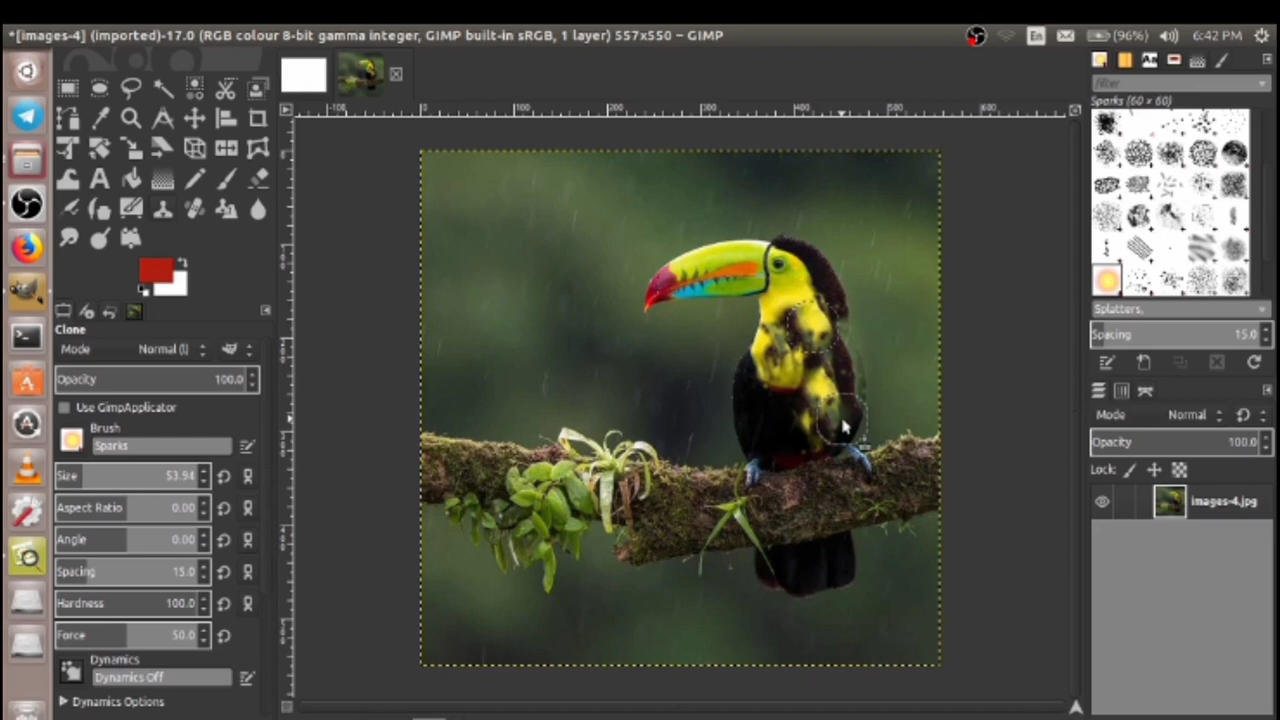 *[images-4] (imported)-17.0 (RGB colour 8-bit gamma integer, GIMP built-in sRGB, 1 layer) 557x550 – GIMP
En
(96%)
6:42 PM
Filter
Sparks (60 × 60)
-100
0
100
200
300
400
500
600
Clone
Mode
Normal (l)
Opacity
100.0
Use GimpApplicator
Brush
Sparks
Size
53.94
Aspect Ratio
0.00
Angle
0.00
Spacing
15.0
Hardness
100.0
Force
50.0
Dynamics
Dynamics Off
Dynamics Options
Splatters,
Spacing
15.0
Mode
Normal
Opacity
100.0
Lock:
images-4.jpg